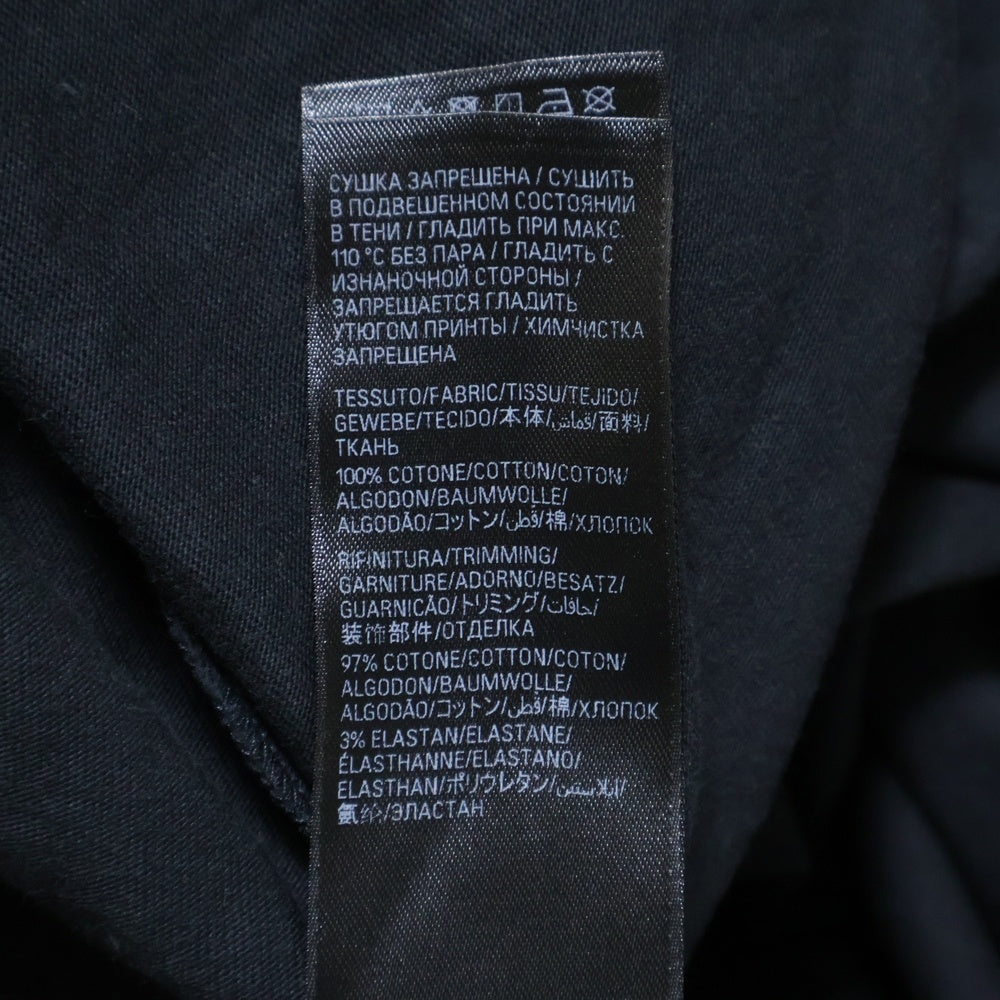 СУШКА ЗАПРЕЩЕНА / СУШИТЬ
В ПОДВЕШЕННОМ СОСТОЯНИИ
В ТЕНИ / ГЛАДИТЬ ПРИ МАКС.
110 °C БЕЗ ПАРА / ГЛАДИТЬ С
ИЗНАНОЧНОЙ СТОРОНЫ /
ЗАПРЕЩАЕТСЯ ГЛАДИТЬ
УТЮГОМ ПРИНТЫ / ХИМЧИСТКА
ЗАПРЕЩЕНА
TESSUTO/FABRIC/TISSU/TEJIDO/
GEWEBE/TECIDO/本体/قماش/面料/
ТКАНЬ
100% COTONE/COTTON/COTON/
ALGODON/BAUMWOLLE/
ALGODÃO/コットン/قطن/棉/ХЛОПОК
RIFINITURA/TRIMMING/
GARNITURE/ADORNO/BESATZ/
GUARNICÃO/トリミング/حافات/
装饰部件/ОТДЕЛКА
97% COTONE/COTTON/COTON/
ALGODON/BAUMWOLLE/
ALGODÃO/コットン/قطن/棉/ХЛОПОК
3% ELASTAN/ELASTANE/
ÉLASTHANNE/ELASTANO/
ELASTHAN/ポリウレタン/إيلاستين/
氨纶/ЭЛАСТАН